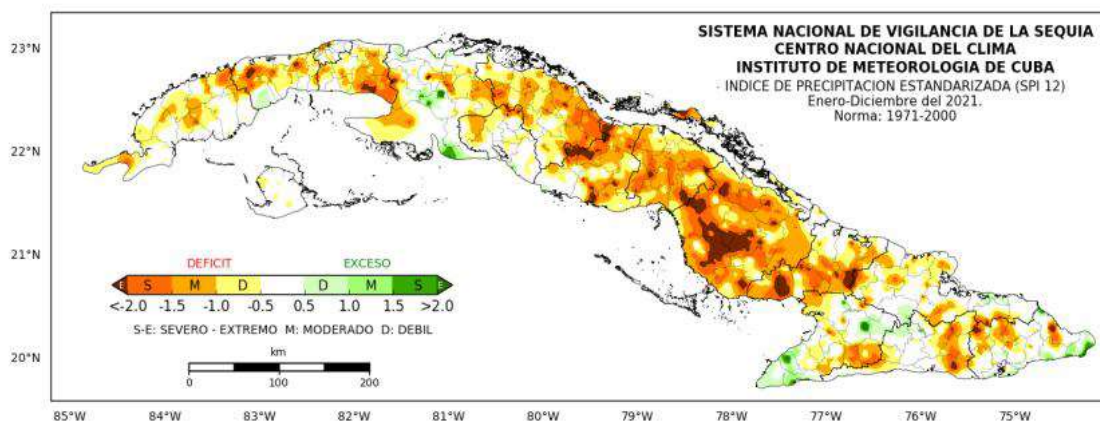 SISTEMA NACIONAL DE VIGILANCIA DE LA SEQUIA
CENTRO NACIONAL DEL CLIMA
INSTITUTO DE METEOROLOGIA DE CUBA
· INDICE DE PRECIPITACION ESTANDARIZADA (SPI 12)
Enero-Diciembre del 2021.
Norma: 1971-2000
23°N
22°N
21°N
20°N
DEFICIT EXCESO
E S M D D M S E
<-2.0 -1.5 -1.0 -0.5 0.5 1.0 1.5 >2.0
S-E: SEVERO - EXTREMO M: MODERADO D: DEBIL
km
0 100 200
85°W 84°W 83°W 82°W 81°W 80°W 79°W 78°W 77°W 76°W 75°W